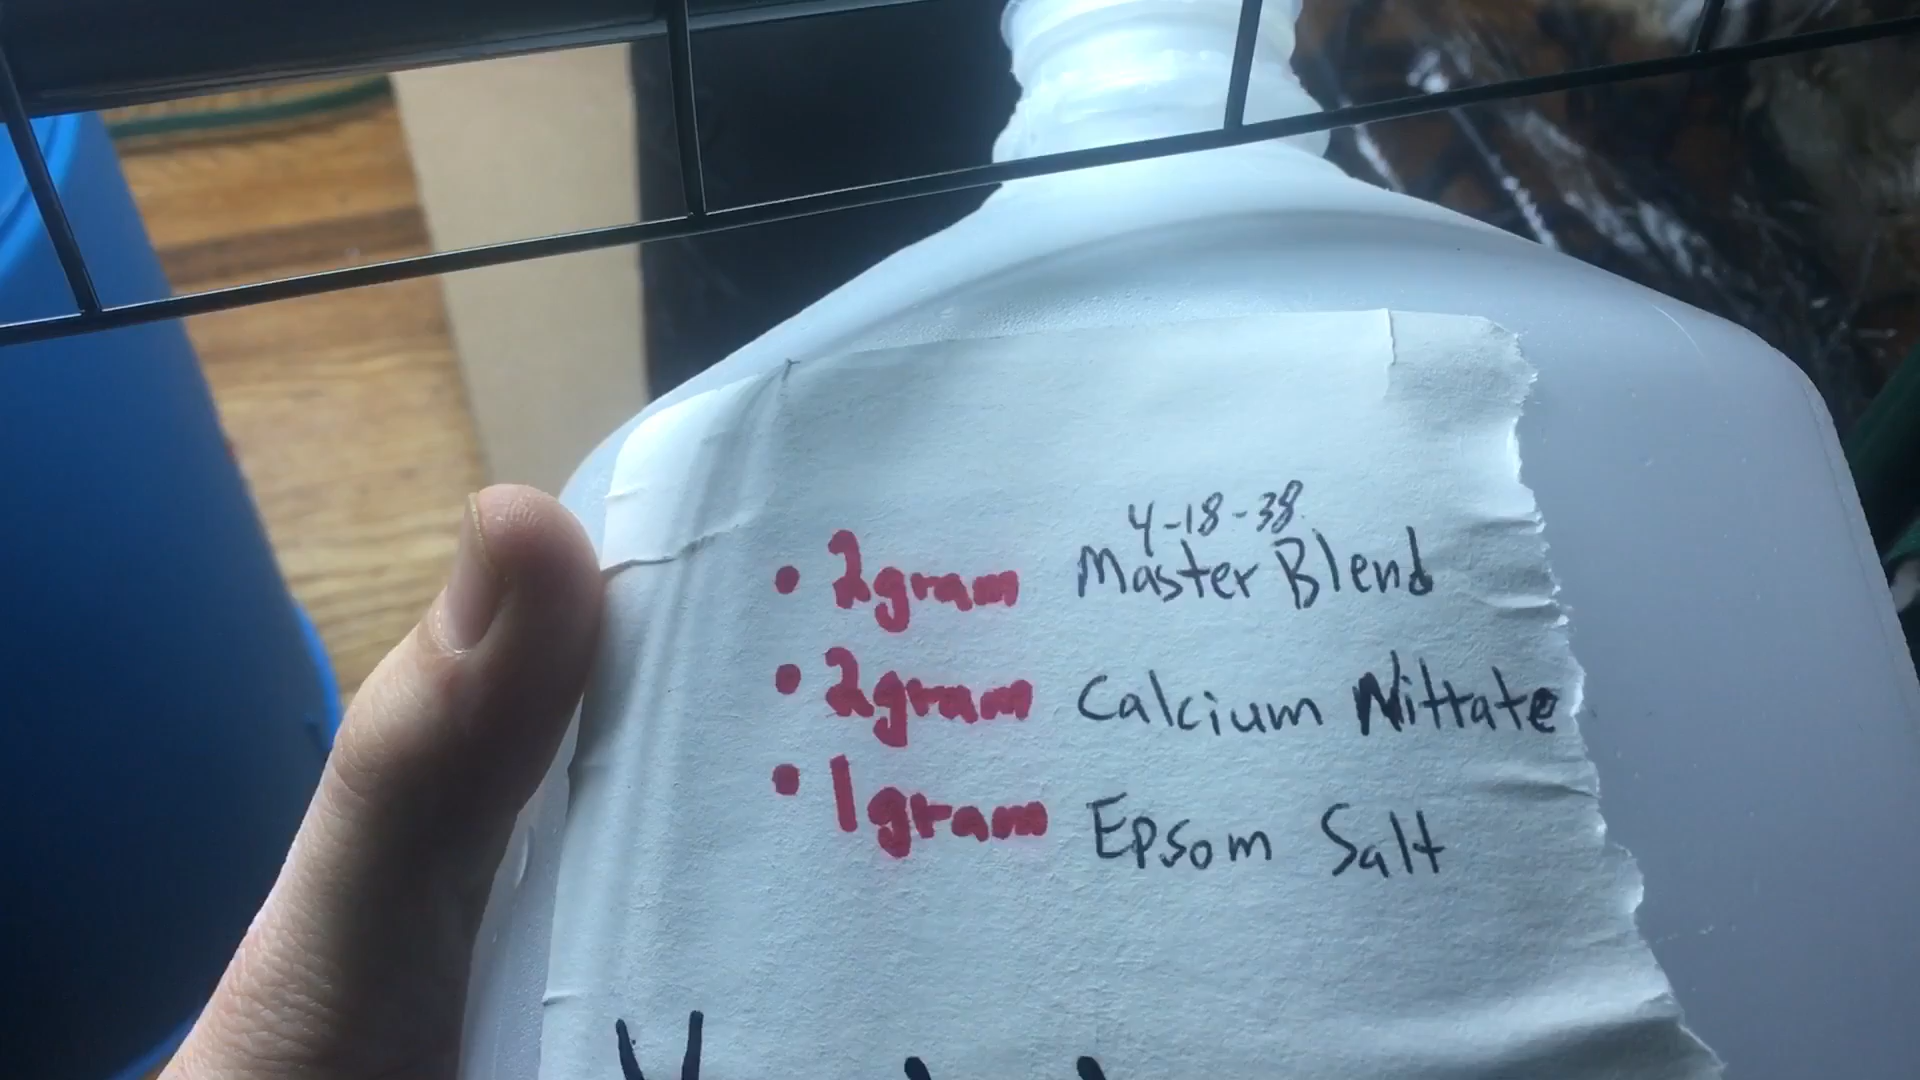 4-18-38
• 2gram Master Blend
• 2gram Calcium Nittate
• 1gram Epsom Salt